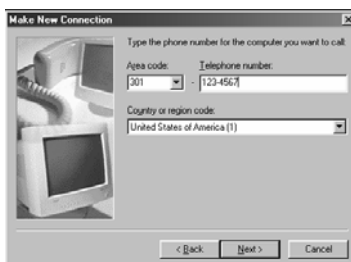 Make New Connection
Type the phone number for the computer you want to call:
Area code: Telephone number:
301 - 123-4567
Country or region code:
United States of America (1)
< Back Next > Cancel